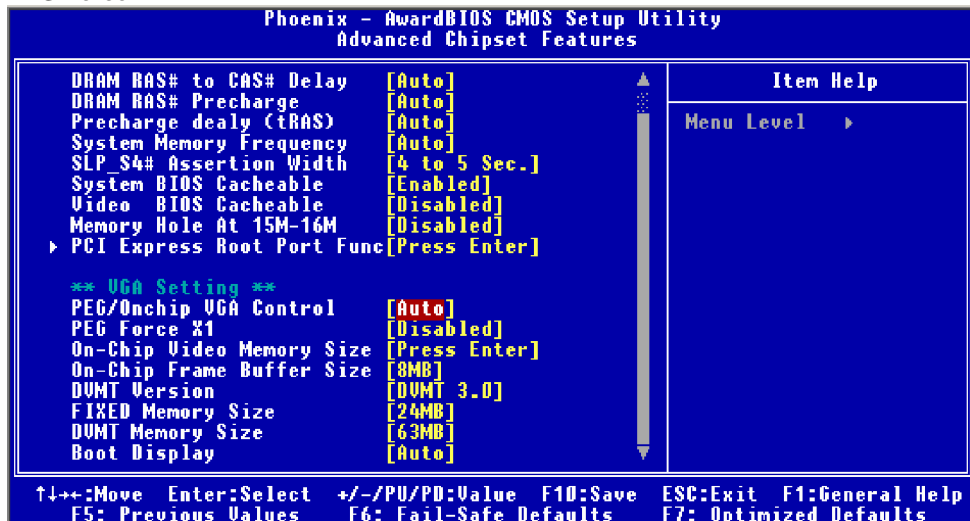 Phoenix - AwardBIOS CMOS Setup Utility
Advanced Chipset Features
DRAM RAS# to CAS# Delay [Auto]
DRAM RAS# Precharge [Auto]
Precharge dealy (tRAS) [Auto]
System Memory Frequency [Auto]
SLP_S4# Assertion Width [4 to 5 Sec.]
System BIOS Cacheable [Enabled]
Video BIOS Cacheable [Disabled]
Memory Hole At 15M-16M [Disabled]
PCI Express Root Port Func[Press Enter]
** VGA Setting **
PEG/Onchip VGA Control [Auto]
PEG Force X1 [Disabled]
On-Chip Video Memory Size [Press Enter]
On-Chip Frame Buffer Size [8MB]
DVMT Version [DVMT 3.0]
FIXED Memory Size [24MB]
DVMT Memory Size [63MB]
Boot Display [Auto]
Item Help
Menu Level
↑↓→←:Move Enter:Select +/-/PU/PD:Value F10:Save ESC:Exit F1:General Help
F5: Previous Values F6: Fail-Safe Defaults F7: Optimized Defaults